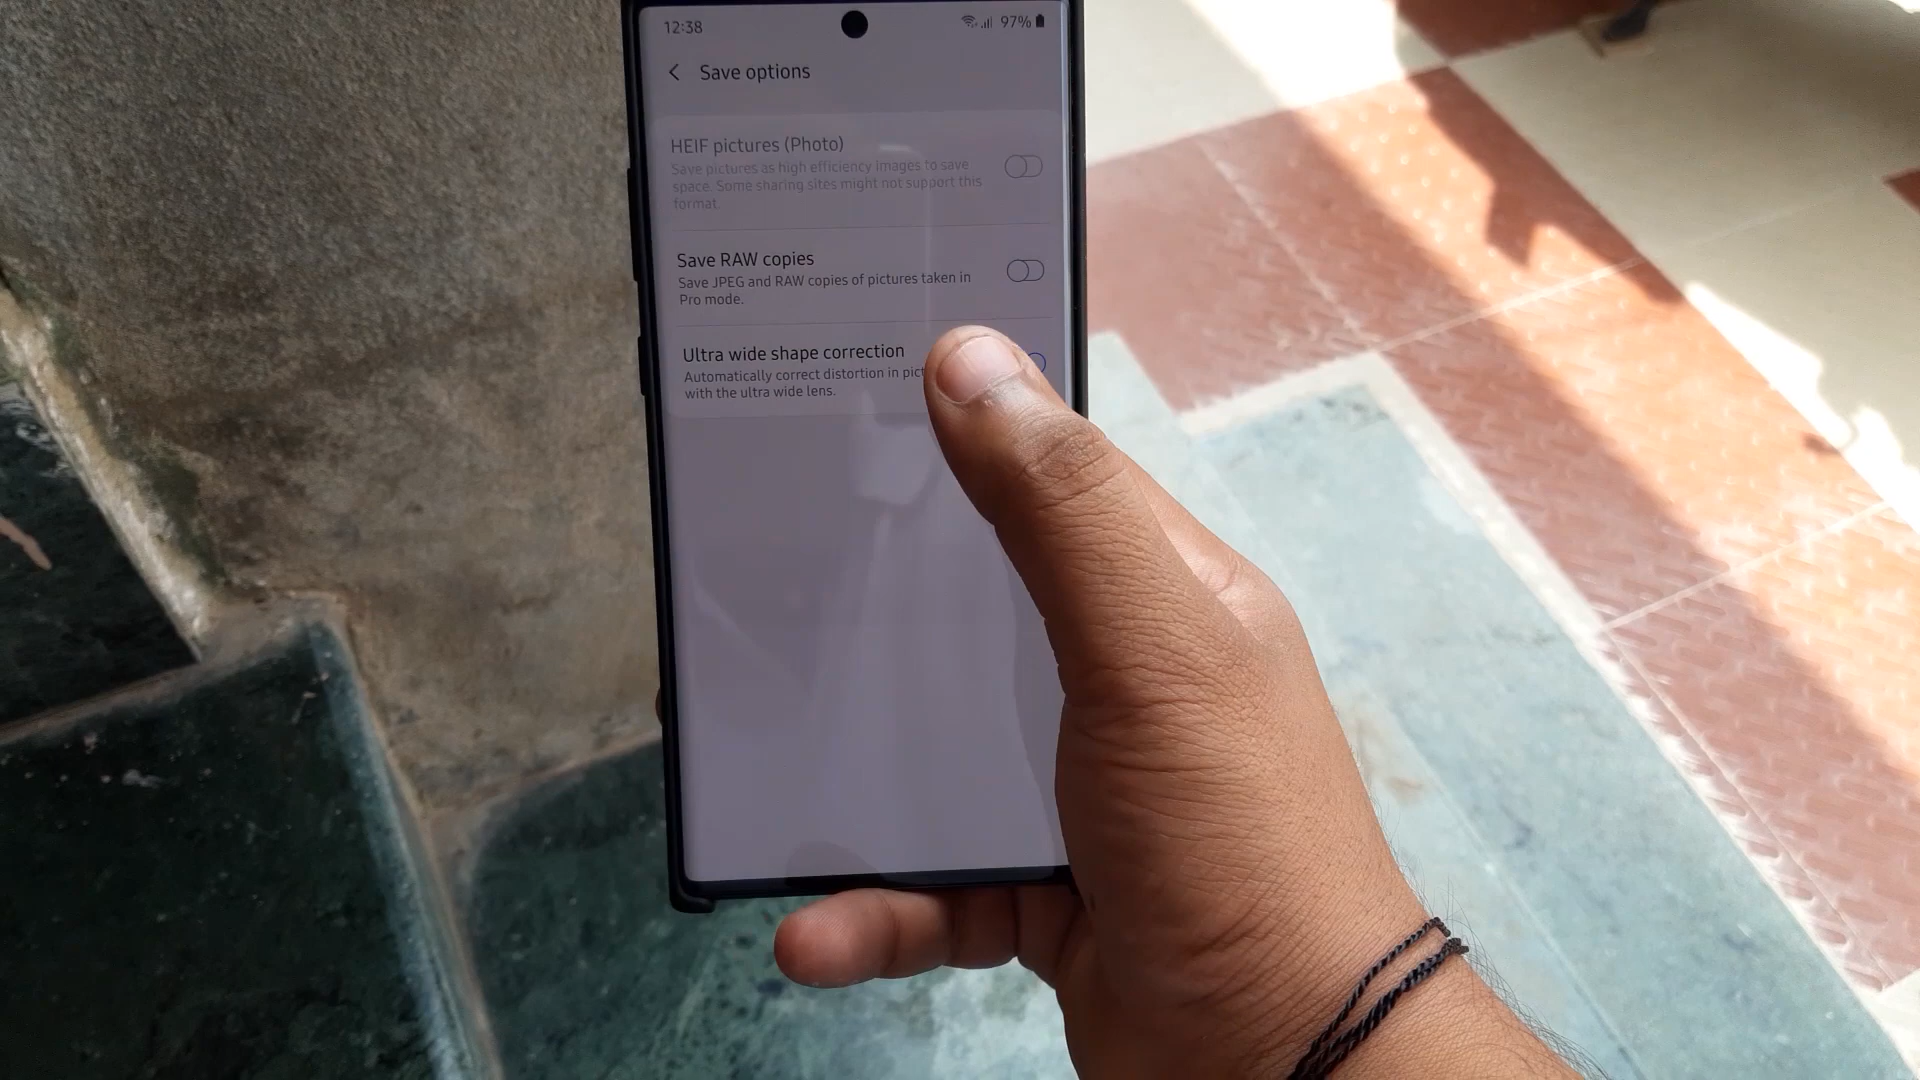 12:38
97%
Save options
HEIF pictures (Photo)
Save pictures as high efficiency images to save
space. Some sharing sites might not support this
format.
Save RAW copies
Save JPEG and RAW copies of pictures taken in
Pro mode.
Ultra wide shape correction
Automatically correct distortion in
with the ultra wide lens.